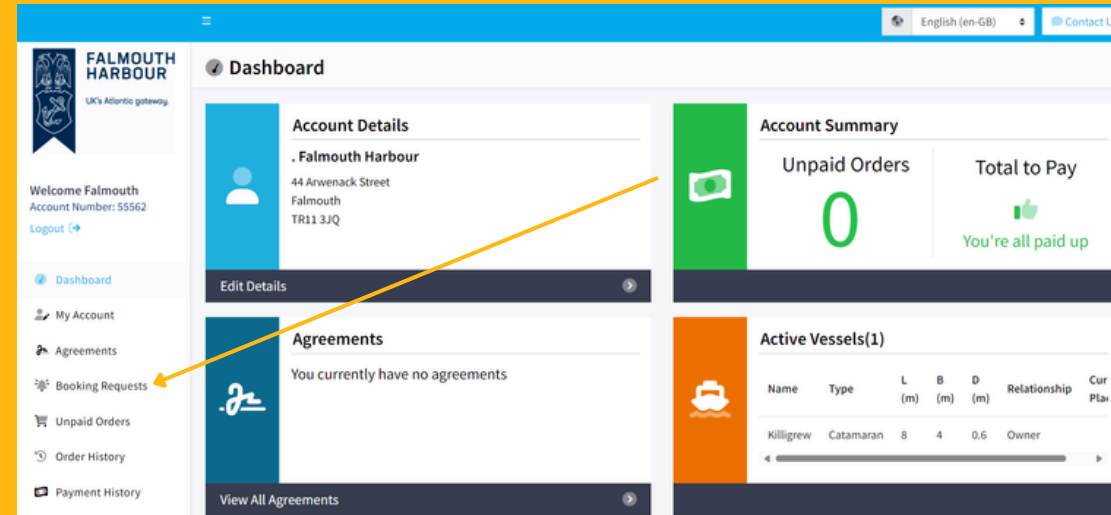 English (en-GB)
Contact U
FALMOUTH
HARBOUR
UK's Atlantic gateway.
Welcome Falmouth
Account Number: 55562
Logout
Dashboard
My Account
Agreements
Booking Requests
Unpaid Orders
Order History
Payment History
Dashboard
Account Details
. Falmouth Harbour
44 Arwenack Street
Falmouth
TR11 3JQ
Edit Details
Account Summary
Unpaid Orders
0
Total to Pay
You're all paid up
Agreements
You currently have no agreements
View All Agreements
Active Vessels(1)
Name Type L (m) B (m) D (m) Relationship Cur Pla
Killigrew Catamaran 8 4 0.6 Owner